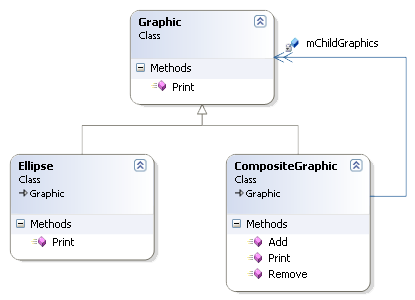 Graphic
Class
Methods
Print
mChildGraphics
Ellipse
Class
Graphic
Methods
Print
CompositeGraphic
Class
Graphic
Methods
Add
Print
Remove